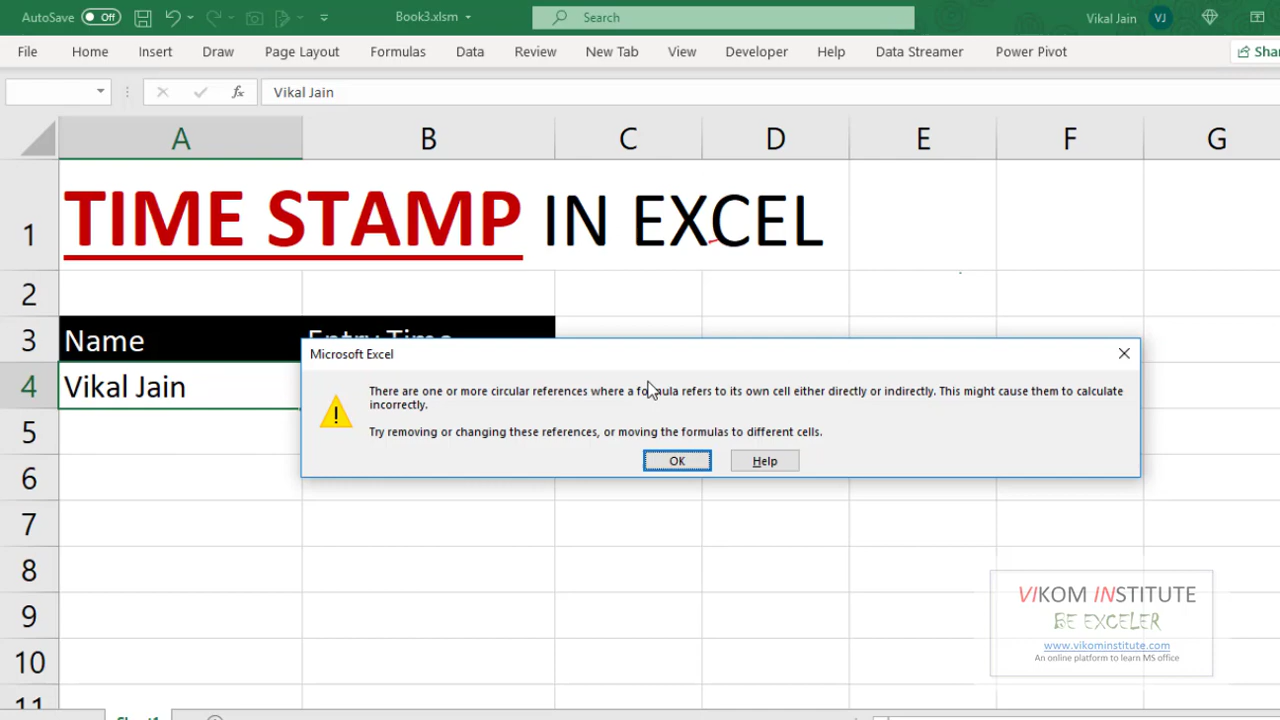 AutoSave Off Book3.xlsm Search Vikal Jain VJ
File Home Insert Draw Page Layout Formulas Data Review New Tab View Developer Help Data Streamer Power Pivot
fx Vikal Jain
A B C D E F G
1 TIME STAMP IN EXCEL
2
3 Name Entry Time
4 Vikal Jain
Microsoft Excel
There are one or more circular references where a formula refers to its own cell either directly or indirectly. This might cause them to calculate
incorrectly.
Try removing or changing these references, or moving the formulas to different cells.
OK Help
5
6
7
8
9
10
11
VIKOM INSTITUTE
BE EXCELER
www.vikominstitute.com
An online platform to learn MS office